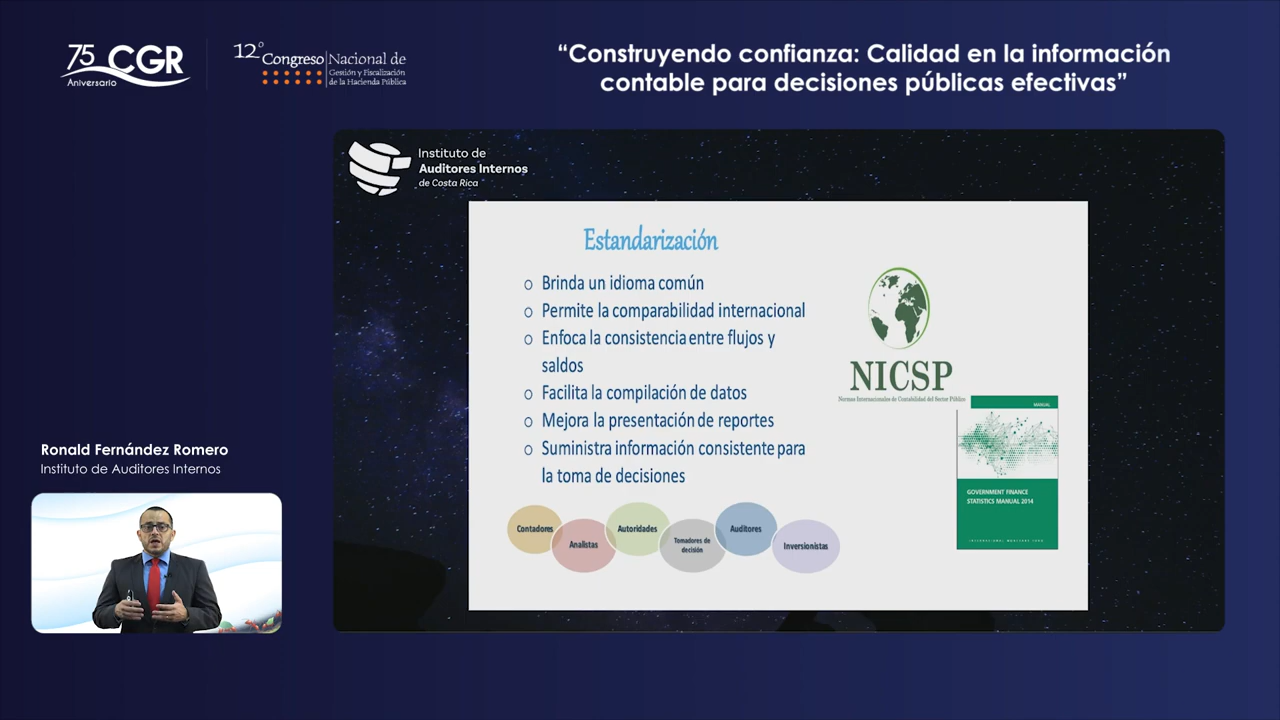 75 CGR
Aniversario
12° Congreso Nacional de
Gestión y Fiscalización
de la Hacienda Pública
“Construyendo confianza: Calidad en la información
contable para decisiones públicas efectivas”
Instituto de
Auditores Internos
de Costa Rica
Estandarización
Brinda un idioma común
Permite la comparabilidad internacional
Enfoca la consistencia entre flujos y
saldos
Facilita la compilación de datos
Mejora la presentación de reportes
Suministra información consistente para
la toma de decisiones
NICSP
Normas Internacionales de Contabilidad del Sector Público
MANUAL
GOVERNMENT FINANCE
STATISTICS MANUAL 2014
INTERNATIONAL MONETARY FUND
Contadores
Analistas
Autoridades
Tomadores de
decisión
Auditores
Inversionistas
Ronald Fernández Romero
Instituto de Auditores Internos